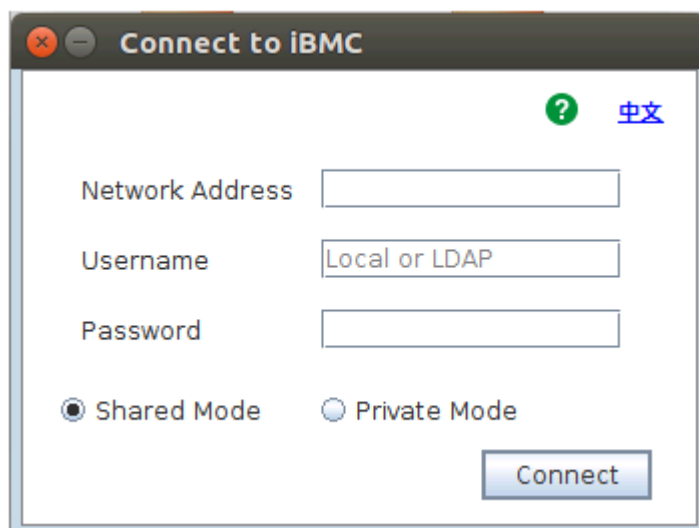 Connect to iBMC
? 中文
Network Address
Username Local or LDAP
Password
Shared Mode Private Mode
Connect